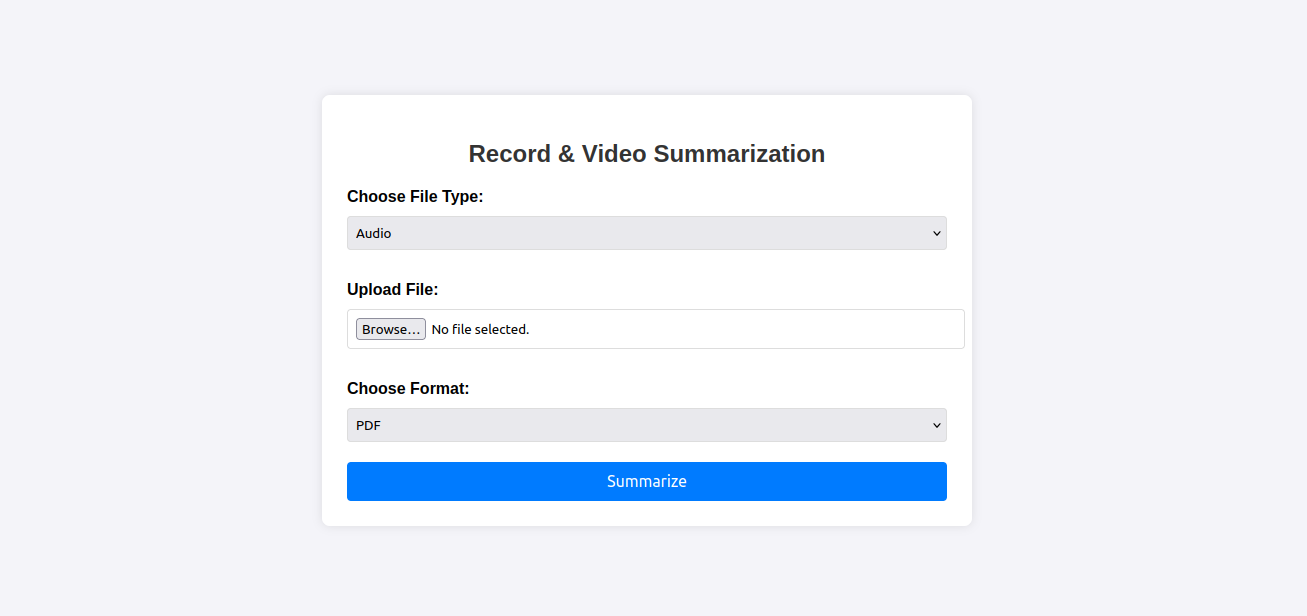 Record & Video Summarization
Choose File Type:
Audio
Upload File:
Browse... No file selected.
Choose Format:
PDF
Summarize